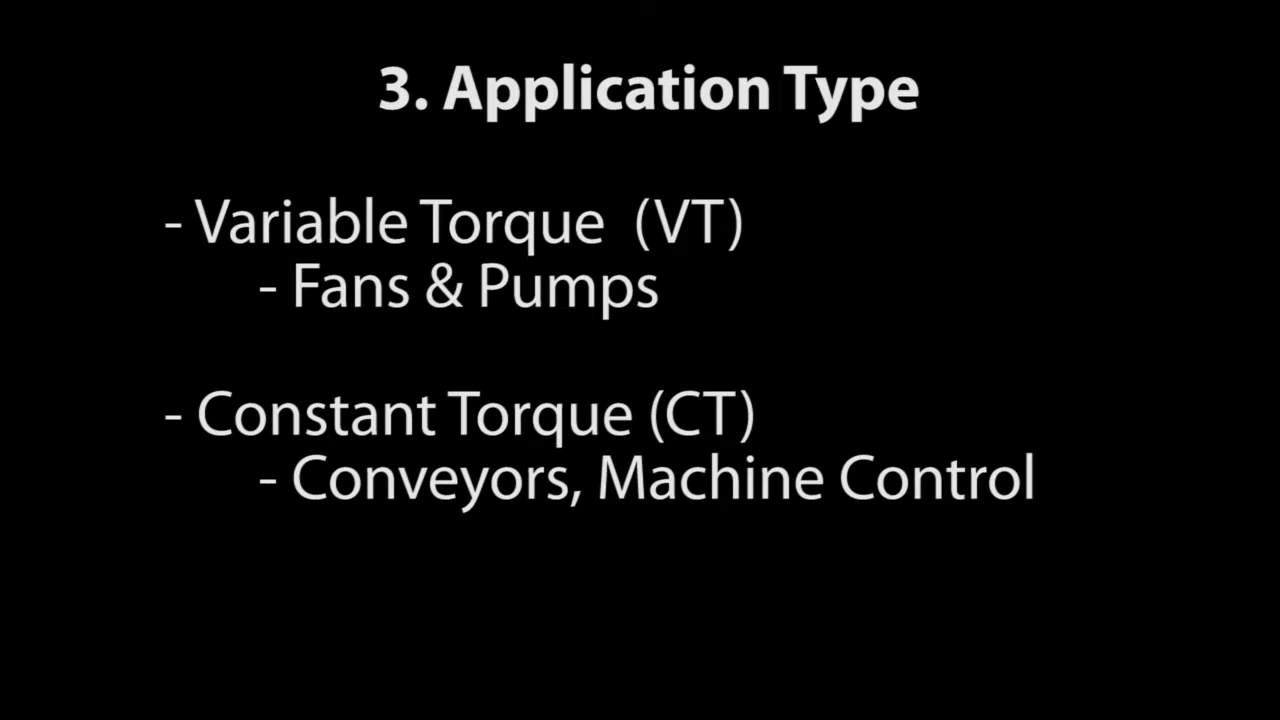 3. Application Type
- Variable Torque  (VT)
- Fans & Pumps
- Constant Torque (CT)
- Conveyors, Machine Control